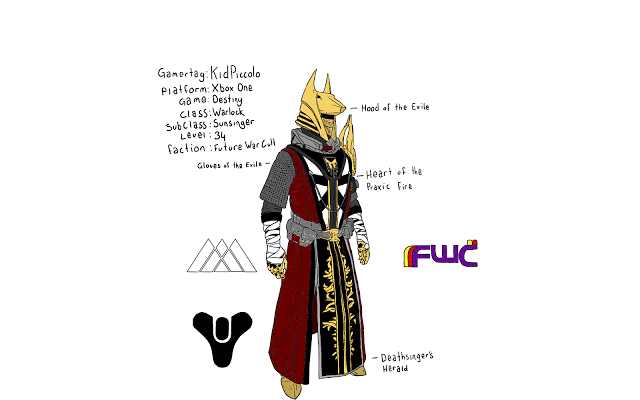 Gamertag: KidPiccolo
Platform: Xbox One
Game: Destiny
Class: Warlock
SubClass: Sunsinger
Level: 34
Faction: Future War Cult
Gloves of the Exile
Hood of the Exile
Heart of the
Praxic Fire
FWC
Deathsinger's
Herald